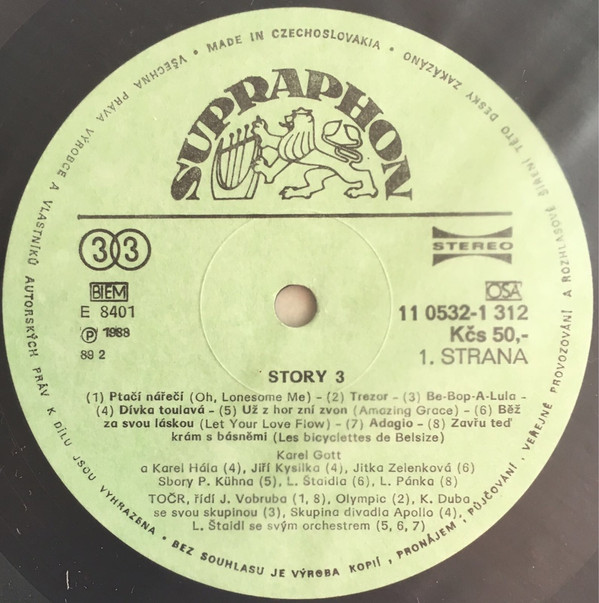 VŠECHNA PRÁVA VÝROBCE A VLASTNÍKŮ AUTORSKÝCH PRÁV K DÍLU JSOU VYHRAZENA • BEZ SOUHLASU JE VÝROBA KOPIÍ, PRONÁJEM, PŮJČOVÁNÍ, VEŘEJNÉ PROVOZOVÁNÍ A ROZHLASOVÉ ŠÍŘENÍ TÉTO DESKY ZAKÁZÁNO •
MADE IN CZECHOSLOVAKIA •
SUPRAPHON
33
STEREO
BIEM
OSA
E 8401
11 0532-1 312
Ⓟ 1988
Kčs 50,-
89 2
1. STRANA
STORY 3
(1) Ptačí nářečí (Oh, Lonesome Me) – (2) Trezor – (3) Be-Bop-A-Lula –
(4) Dívka toulavá – (5) Už z hor zní zvon (Amazing Grace) – (6) Běž
za svou láskou (Let Your Love Flow) – (7) Adagio – (8) Zavřu teď
krám s básněmi (Les bicyclettes de Belsize)
Karel Gott
a Karel Hála (4), Jiří Kysilka (4), Jitka Zelenková (6)
Sbory P. Kühna (5), L. Štaidla (6), L. Pánka (8)
TOČR, řídí J. Vobruba (1, 8), Olympic (2), K. Duba
se svou skupinou (3), Skupina divadla Apollo (4),
L. Štaidl se svým orchestrem (5, 6, 7)